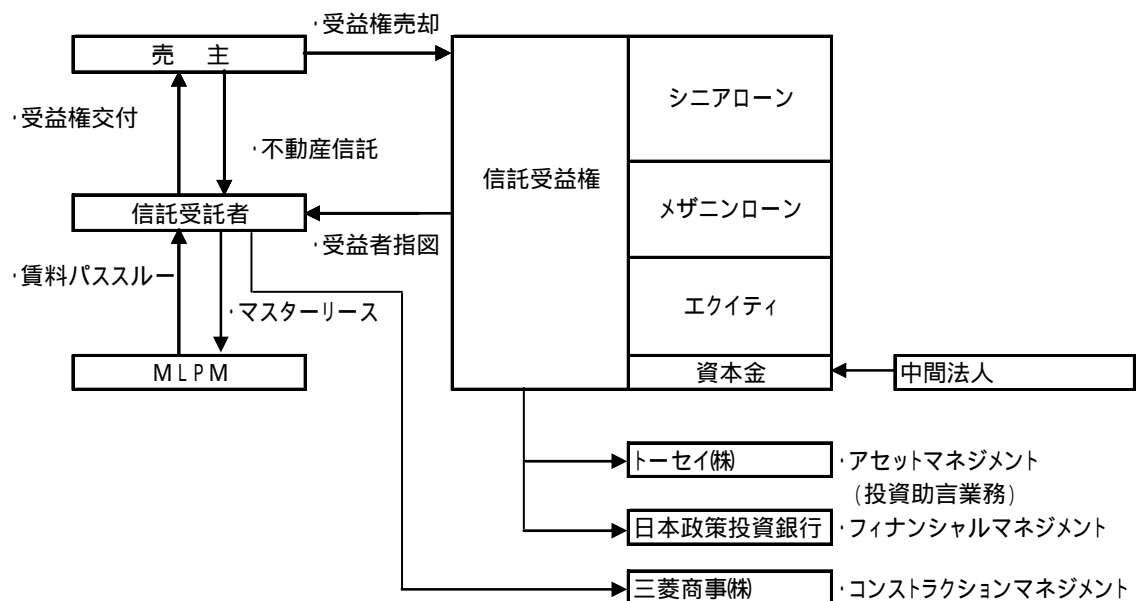 ・受益権売却
売　主
・受益権交付
・不動産信託
信託受託者
・受益者指図
・賃料パススルー
・マスターリース
MLPM
信託受益権
シニアローン
メザニンローン
エクイティ
資本金
中間法人
トーセイ㈱
・アセットマネジメント
(投資助言業務)
日本政策投資銀行
・フィナンシャルマネジメント
三菱商事㈱
・コンストラクションマネジメント